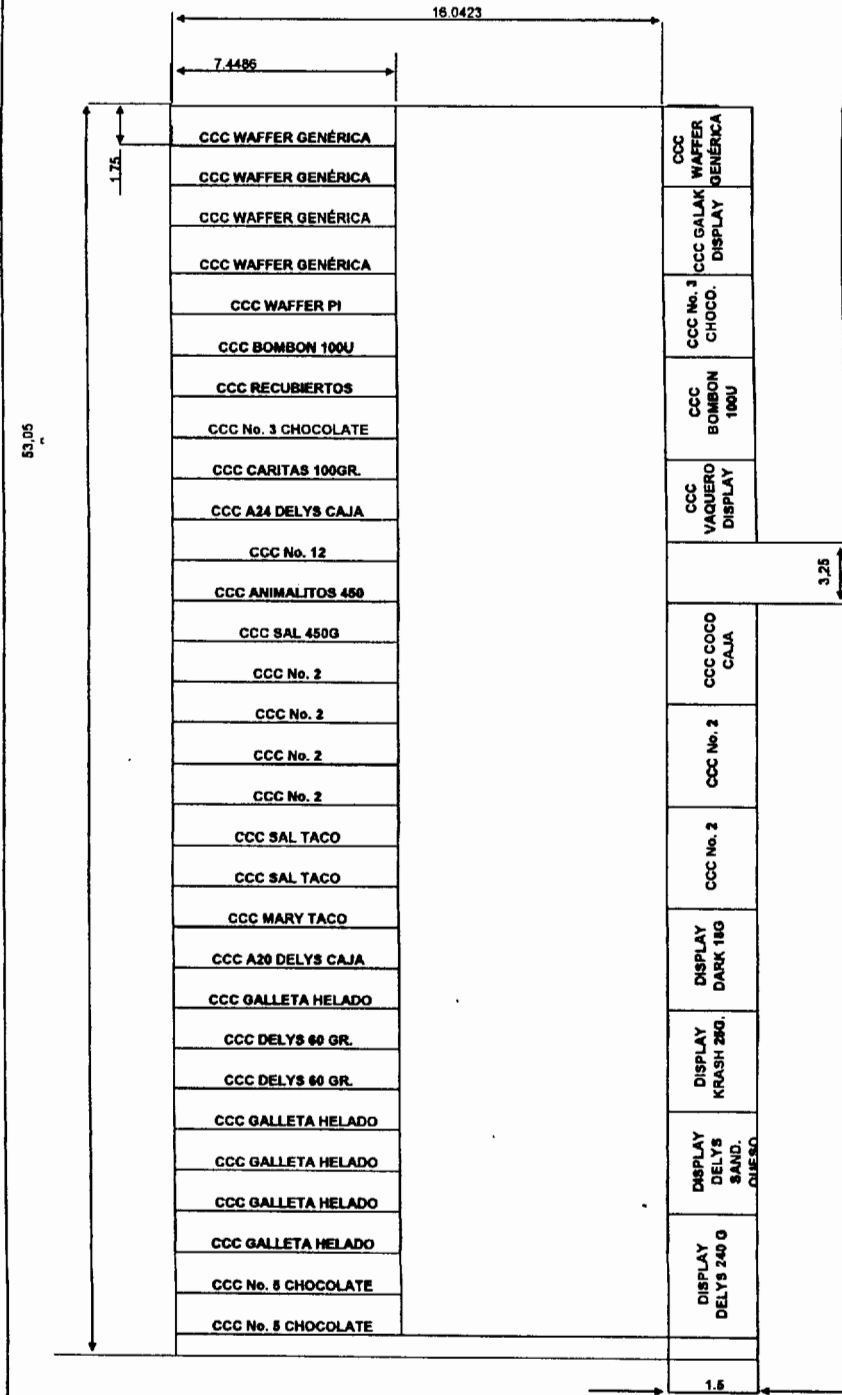 16.0423
7.4486
1.75
53,05
CCC WAFFER GENÉRICA
CCC WAFFER GENÉRICA
CCC WAFFER GENÉRICA
CCC WAFFER GENÉRICA
CCC WAFFER PI
CCC BOMBON 100U
CCC RECUBIERTOS
CCC No. 3 CHOCOLATE
CCC CARITAS 100GR.
CCC A24 DELYS CAJA
CCC No. 12
CCC ANIMALITOS 450
CCC SAL 450G
CCC No. 2
CCC No. 2
CCC No. 2
CCC No. 2
CCC SAL TACO
CCC SAL TACO
CCC MARY TACO
CCC A20 DELYS CAJA
CCC GALLETA HELADO
CCC DELYS 60 GR.
CCC DELYS 60 GR.
CCC GALLETA HELADO
CCC GALLETA HELADO
CCC GALLETA HELADO
CCC GALLETA HELADO
CCC No. 5 CHOCOLATE
CCC No. 5 CHOCOLATE
CCC
WAFFER
GENÉRICA
CCC GALAK
DISPLAY
CCC No. 3
CHOCO.
CCC
BOMBON
100U
CCC
VAQUERO
DISPLAY
3,25
CCC COCO
CAJA
CCC No. 2
CCC No. 2
DISPLAY
DARK 18G
DISPLAY
KRASH 25G.
DISPLAY
DELYS
SAND.
QUESO
DISPLAY
DELYS 240 G
1.5